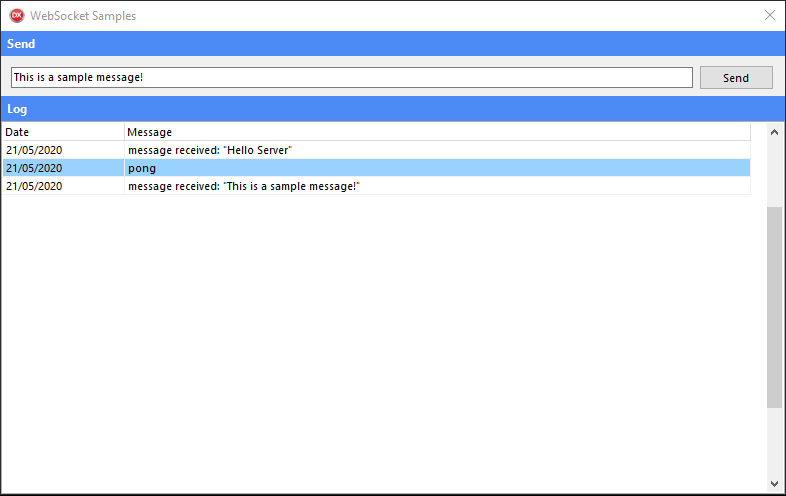 DX WebSocket Samples
Send
This is a sample message! Send
Log
Date Message
21/05/2020 message received: "Hello Server"
21/05/2020 pong
21/05/2020 message received: "This is a sample message!"